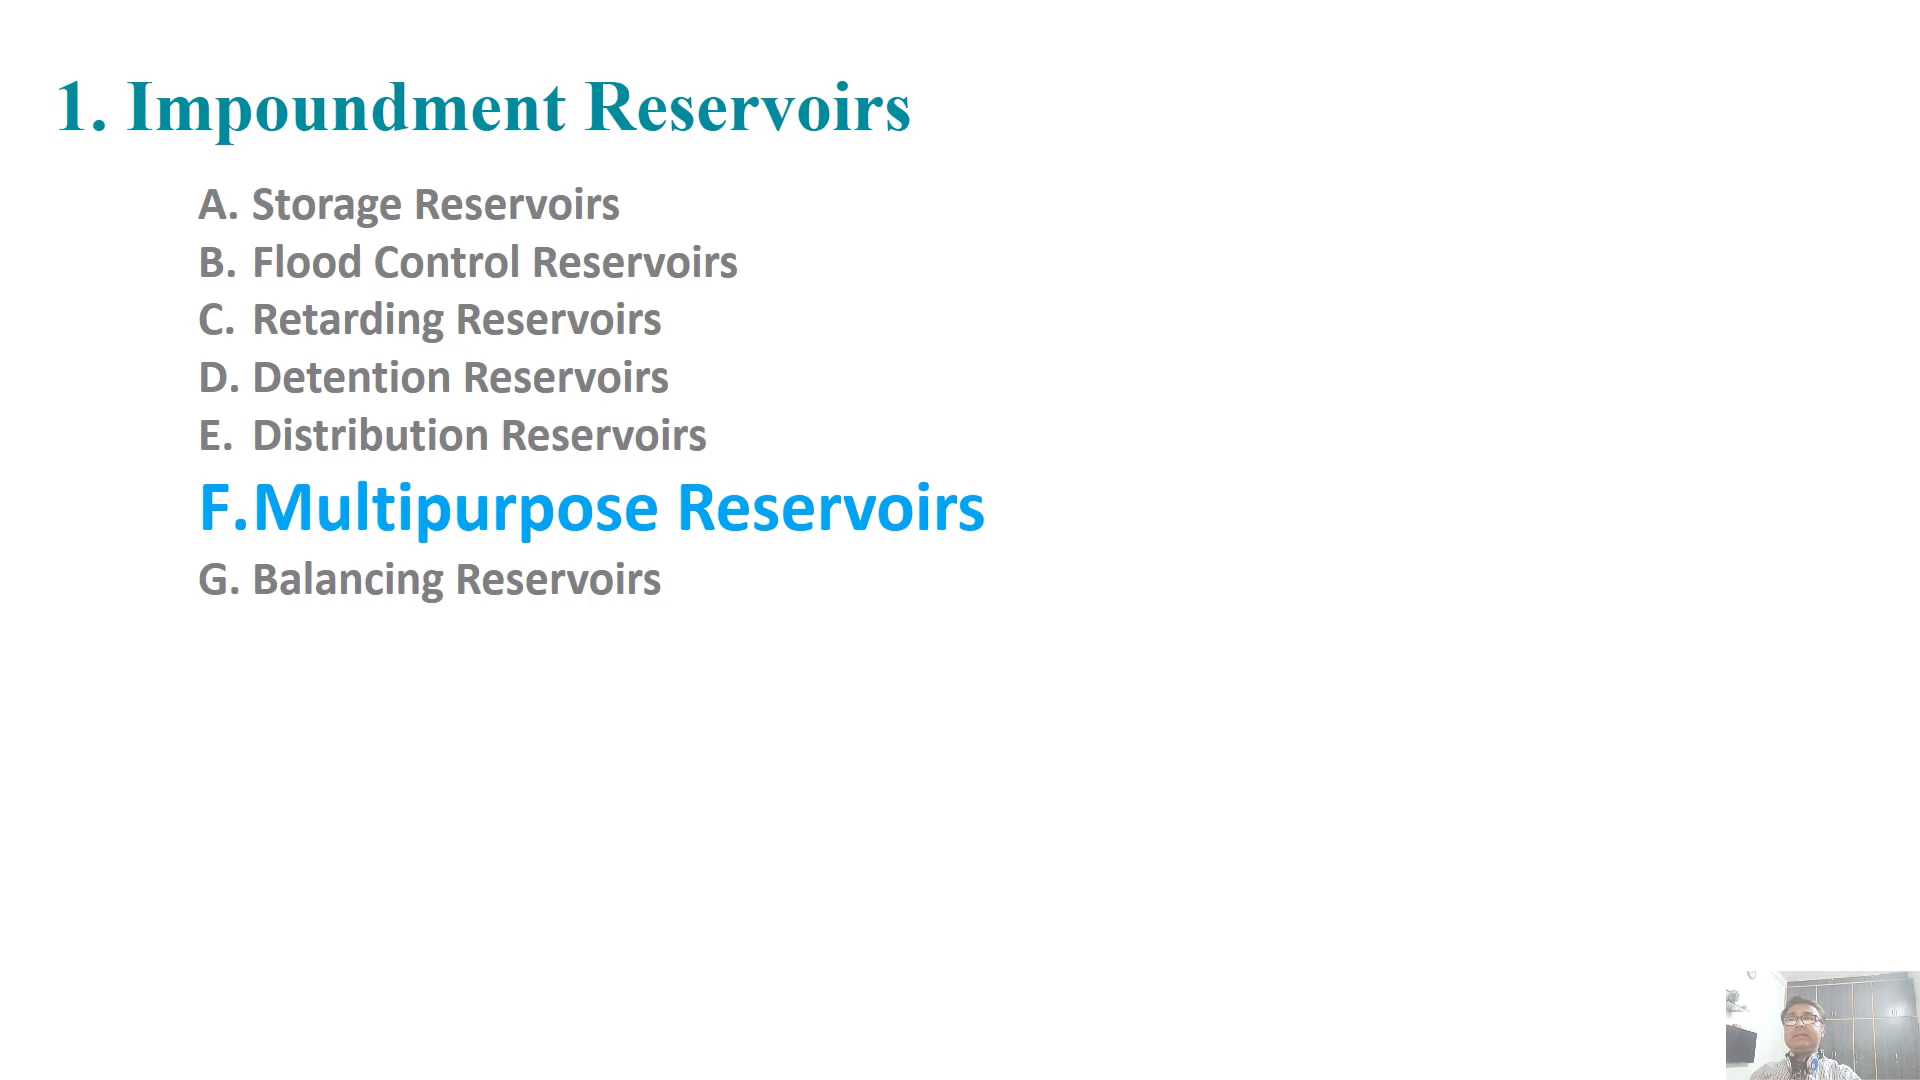 1. Impoundment Reservoirs
A. Storage Reservoirs
B. Flood Control Reservoirs
C. Retarding Reservoirs
D. Detention Reservoirs
E. Distribution Reservoirs
F. Multipurpose Reservoirs
G. Balancing Reservoirs